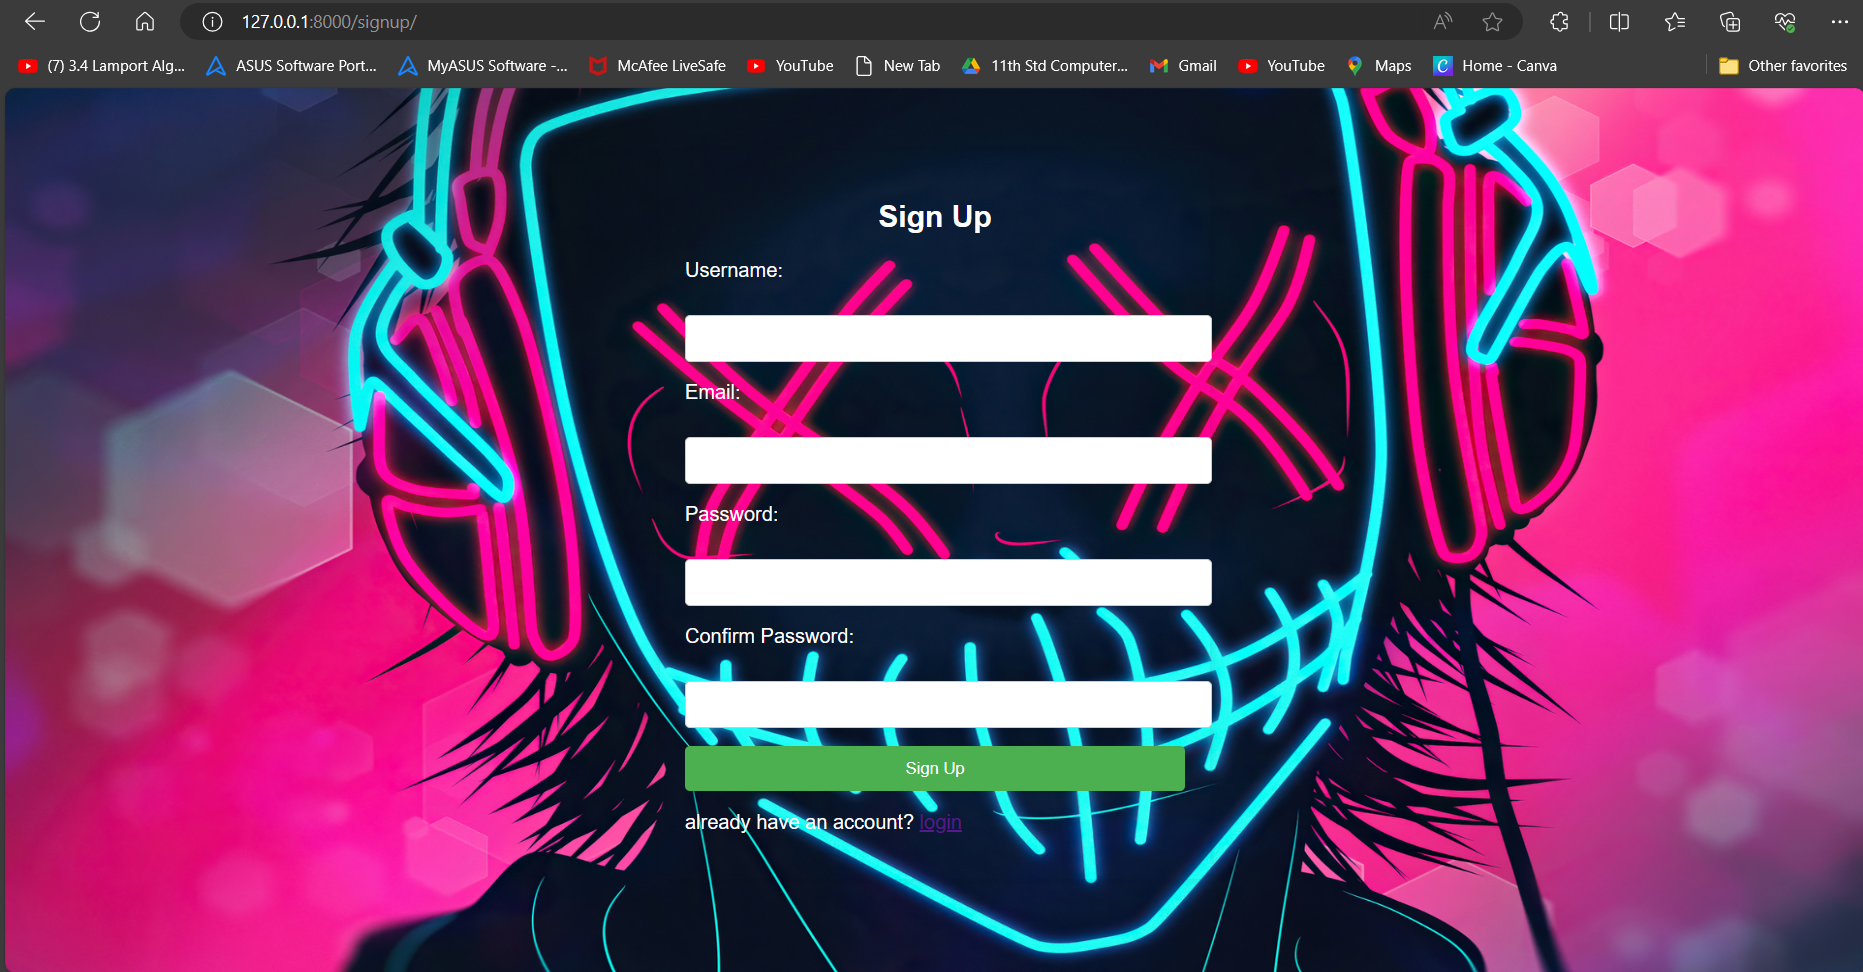 127.0.0.1:8000/signup/
(7) 3.4 Lamport Alg... ASUS Software Port... MyASUS Software -... McAfee LiveSafe YouTube New Tab 11th Std Computer... Gmail YouTube Maps Home - Canva Other favorites
Sign Up
Username:
Email:
Password:
Confirm Password:
Sign Up
already have an account? login